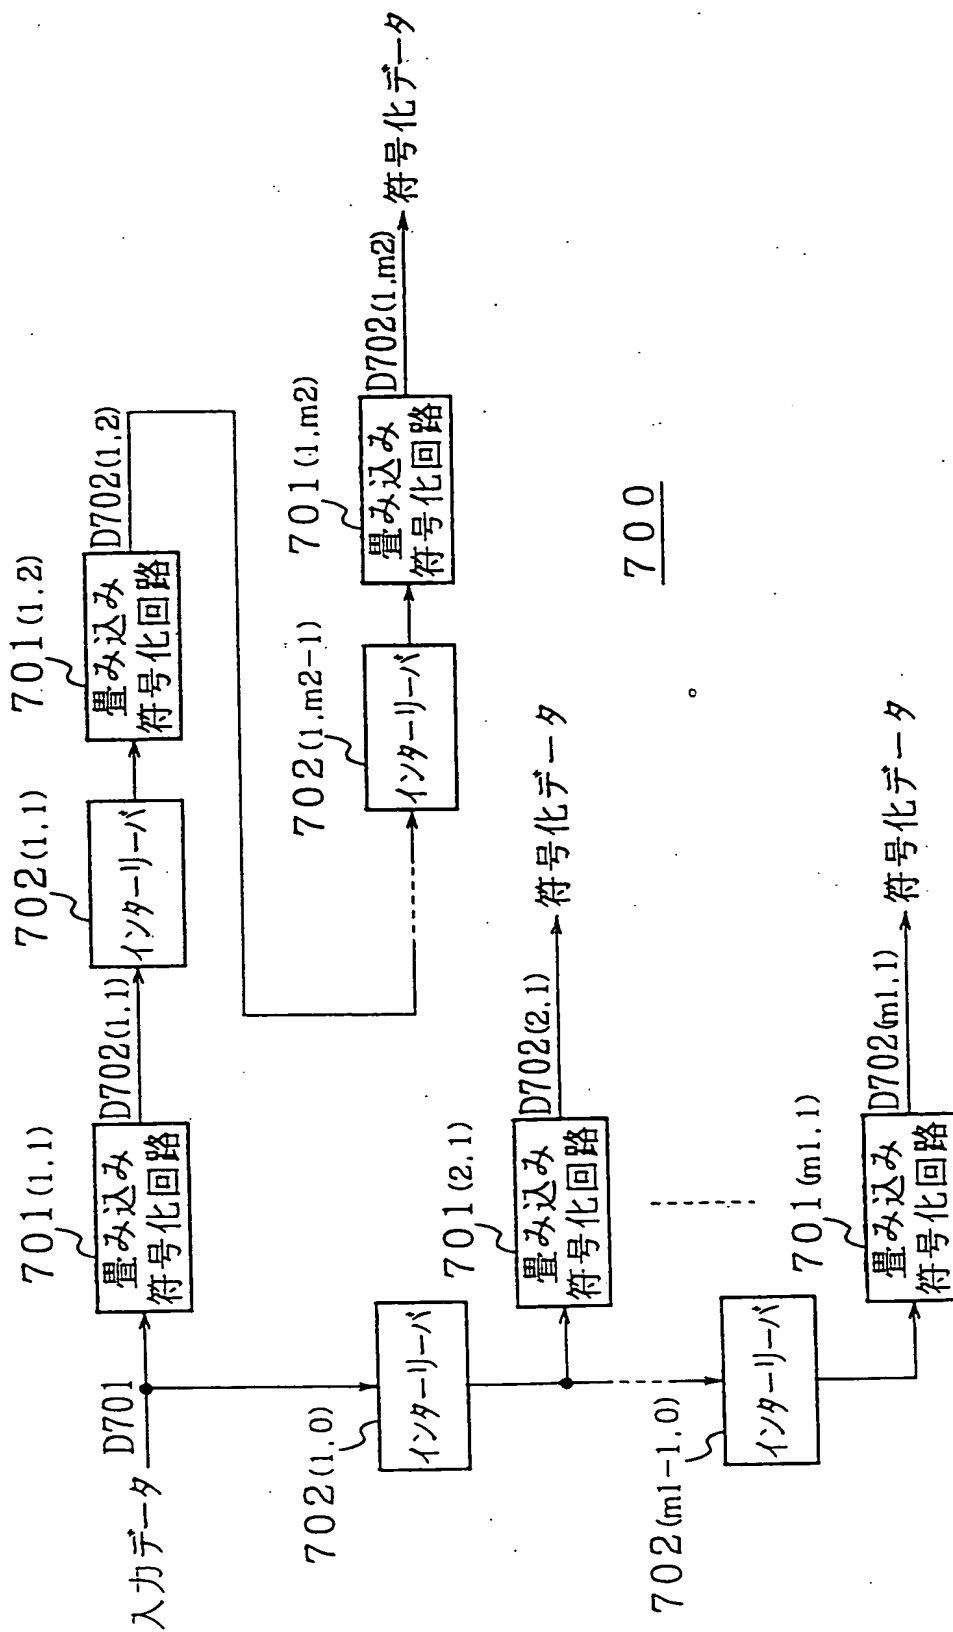 入力データ
D701
701(1,1)
畳み込み
符号化回路
D702(1,1)
702(1,1)
インターリーバ
701(1,2)
畳み込み
符号化回路
D702(1,2)
702(1,m2-1)
インターリーバ
701(1,m2)
畳み込み
符号化回路
D702(1,m2)
符号化データ
702(1,0)
インターリーバ
701(2,1)
畳み込み
符号化回路
D702(2,1)
符号化データ
702(m1-1,0)
インターリーバ
701(m1,1)
畳み込み
符号化回路
D702(m1,1)
符号化データ
700